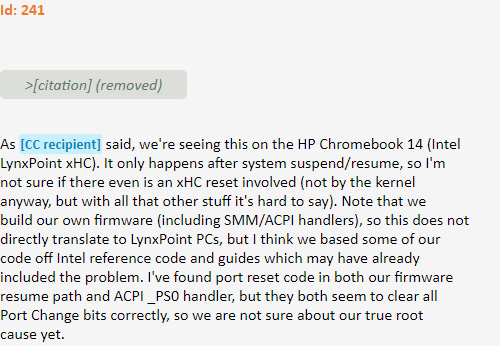 Id: 241
>[citation] (removed)
As [CC recipient] said, we're seeing this on the HP Chromebook 14 (Intel
LynxPoint xHC). It only happens after system suspend/resume, so I'm
not sure if there even is an xHC reset involved (not by the kernel
anyway, but with all that other stuff it's hard to say). Note that we
build our own firmware (including SMM/ACPI handlers), so this does not
directly translate to LynxPoint PCs, but I think we based some of our
code off Intel reference code and guides which may have already
included the problem. I've found port reset code in both our firmware
resume path and ACPI _PS0 handler, but they both seem to clear all
Port Change bits correctly, so we are not sure about our true root
cause yet.